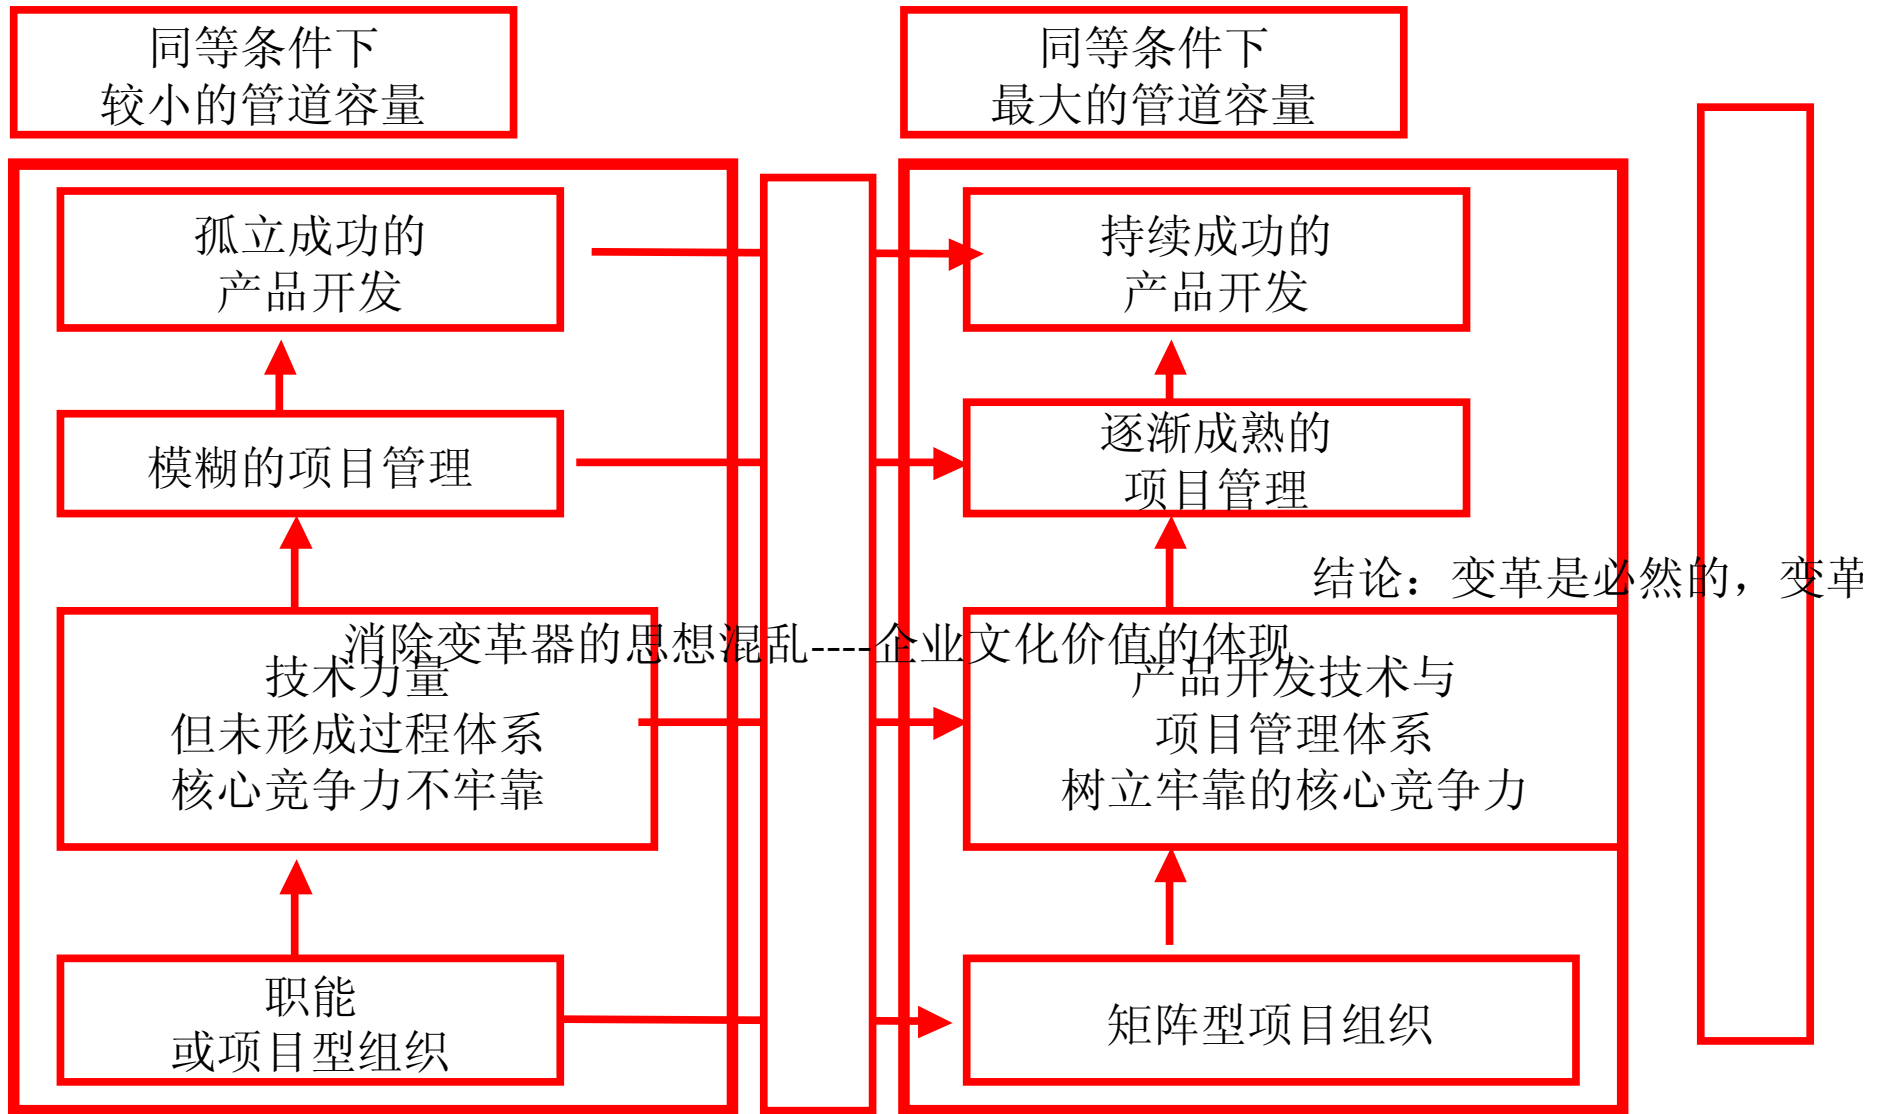 同等条件下
较小的管道容量
同等条件下
最大的管道容量
孤立成功的
产品开发
持续成功的
产品开发
模糊的项目管理
逐渐成熟的
项目管理
结论：变革是必然的，变革
消除变革器的思想混乱----企业文化价值的体现
技术力量
但未形成过程体系
核心竞争力不牢靠
产品开发技术与
项目管理体系
树立牢靠的核心竞争力
职能
或项目型组织
矩阵型项目组织